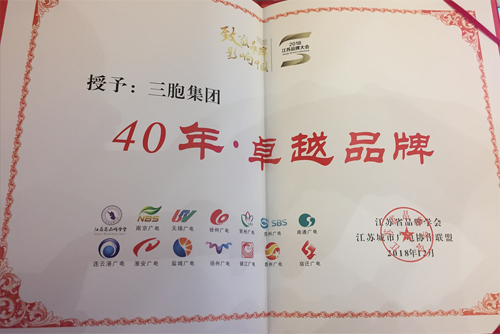 2018
江苏品牌大会
授予：三胞集团
40年·卓越品牌
NBS SBS
南京广电 无锡广电 徐州广电 常州广电 苏州广电 南通广电
连云港广电 淮安广电 盐城广电 扬州广电 镇江广电 泰州广电 宿迁广电
江苏省品牌学会
江苏城市广电协作联盟
2018年12月